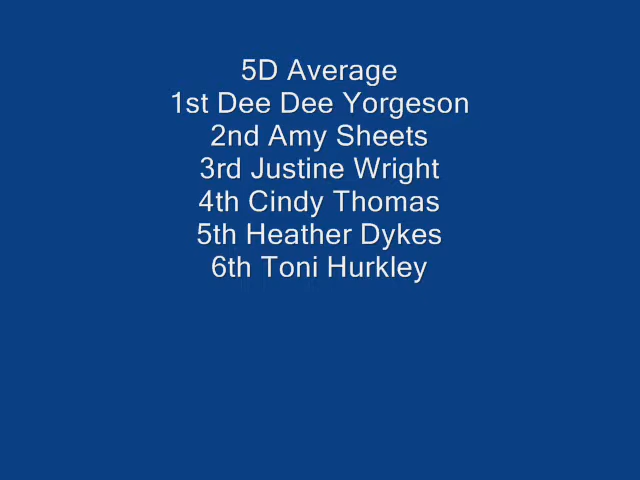 5D Average
1st Dee Dee Yorgeson
2nd Amy Sheets
3rd Justine Wright
4th Cindy Thomas
5th Heather Dykes
6th Toni Hurkley